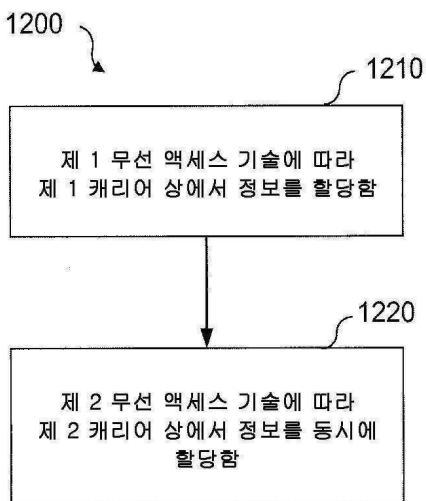 1200
1210
제 1 무선 액세스 기술에 따라
제 1 캐리어 상에서 정보를 할당함
1220
제 2 무선 액세스 기술에 따라
제 2 캐리어 상에서 정보를 동시에
할당함